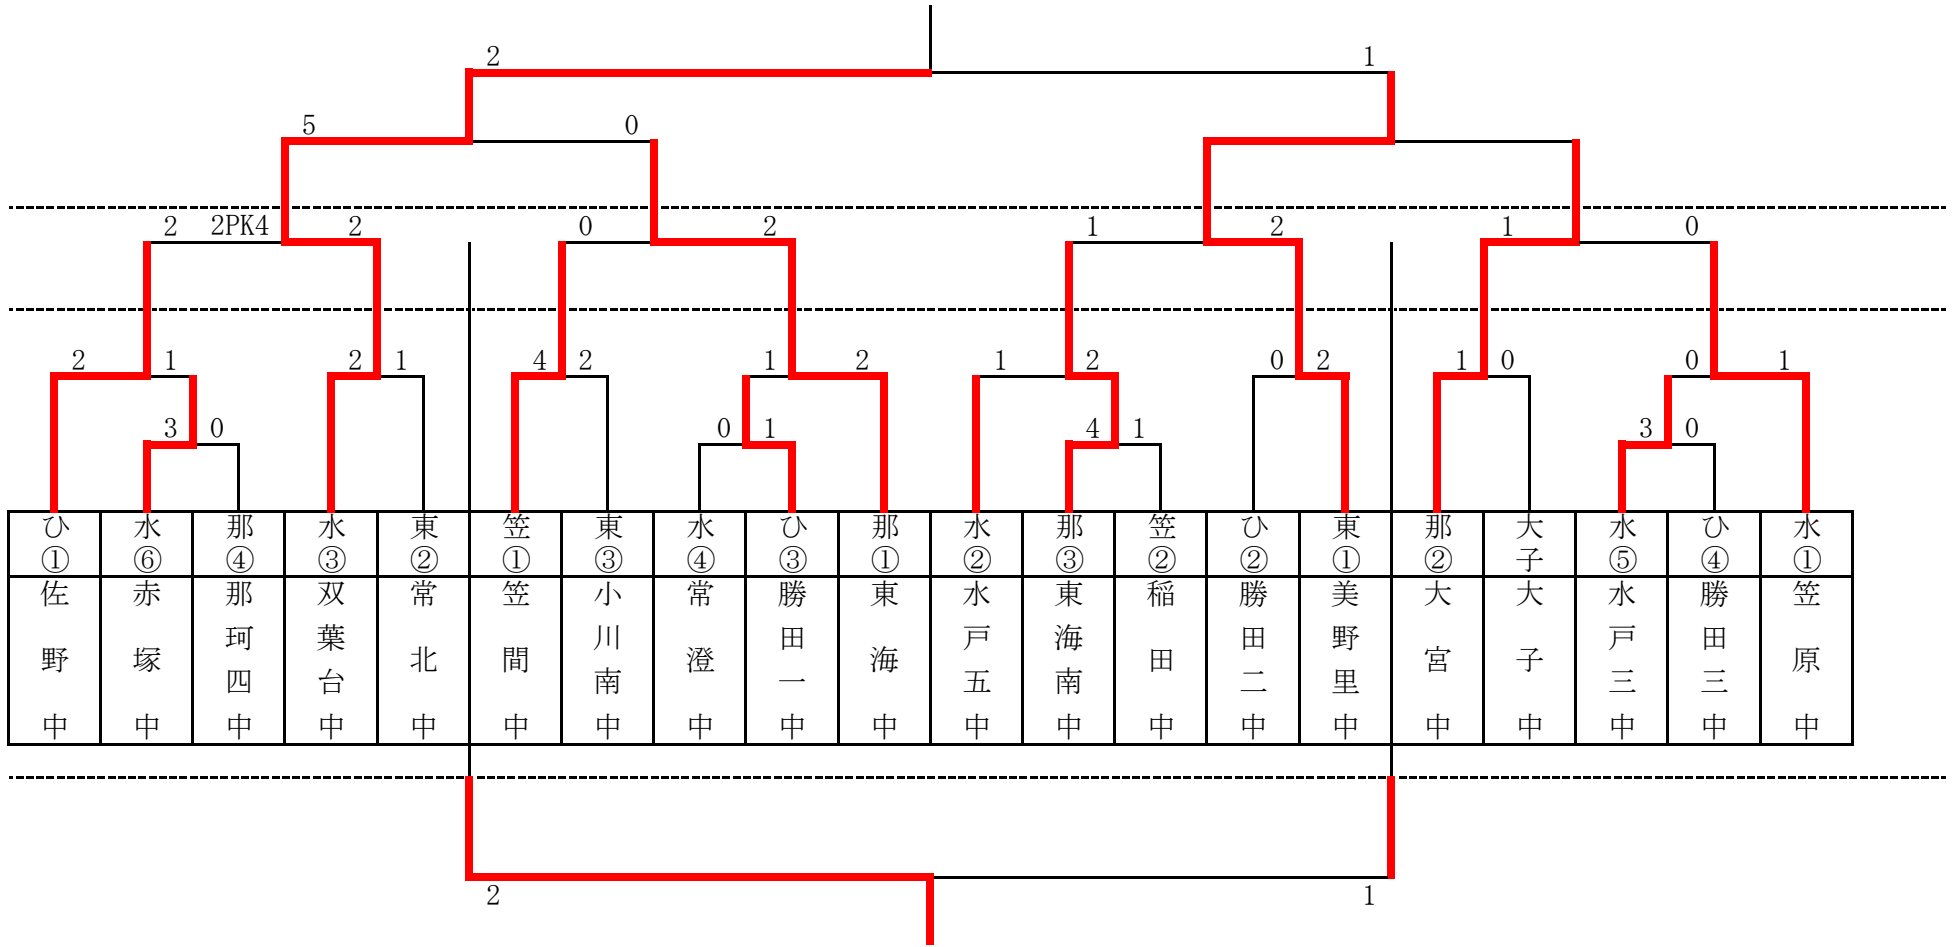 2 1
5 0
2 2PK4 2 0 2 1 2 1 0
2 1 2 1 4 2 1 2 1 2 0 2 1 0 0 1
3 0 0 1 4 1 3 0
ひ① 水⑥ 那④ 水③ 東② 笠① 東③ 水④ ひ③ 那① 水② 那③ 笠② ひ② 東① 那② 大子 水⑤ ひ④ 水①
佐野中 赤塚中 那珂四中 双葉台中 常北中 笠間中 小川南中 常澄中 勝田一中 東海中 水戸五中 東海南中 稲田中 勝田二中 美野里中 大宮中 大子中 水戸三中 勝田三中 笠原中
2 1